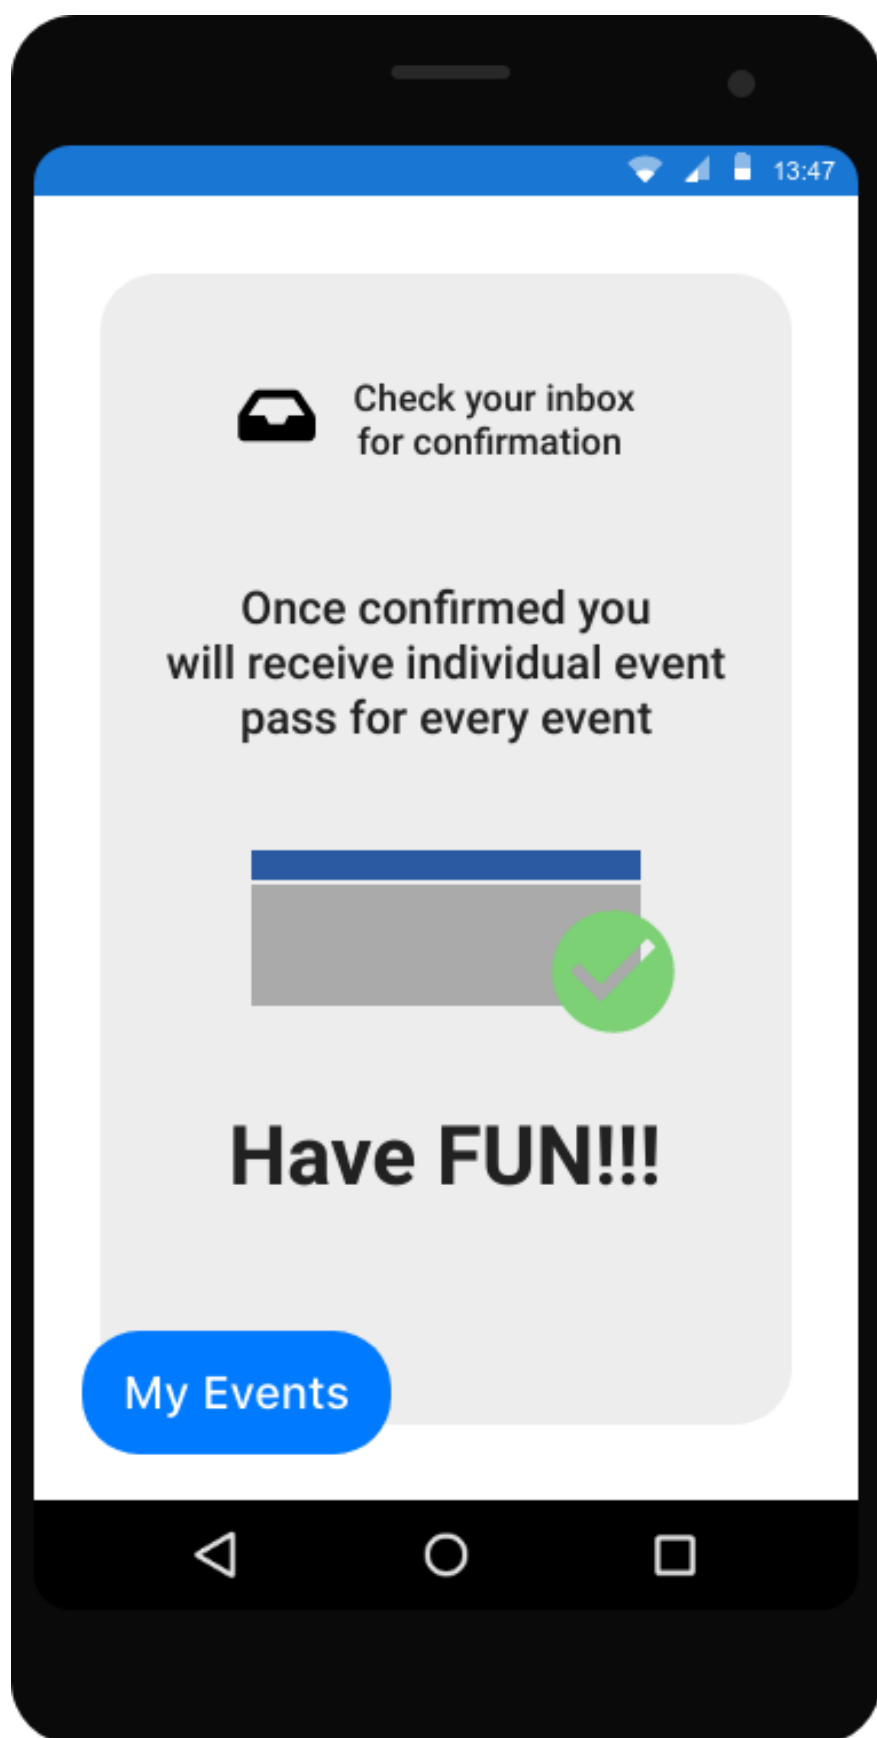 13:47
Check your inbox
for confirmation
Once confirmed you
will receive individual event
pass for every event
Have FUN!!!
My Events